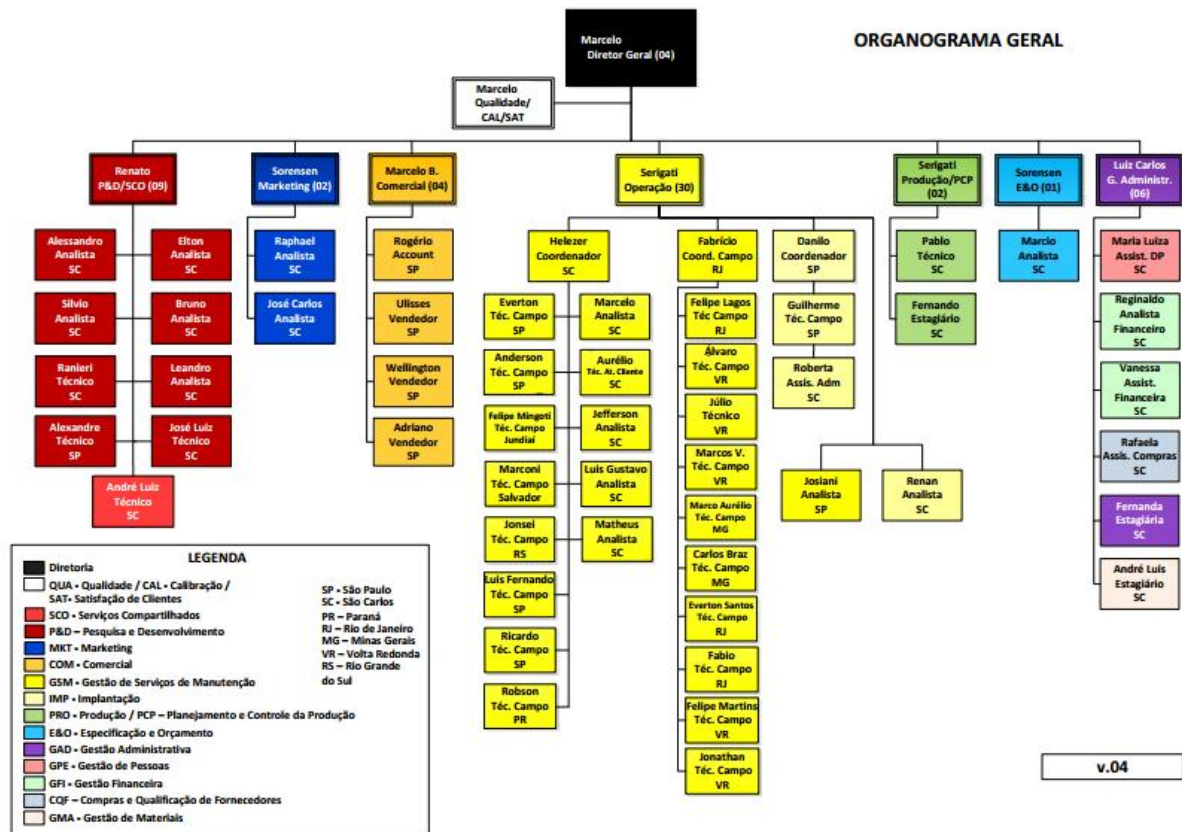 ORGANOGRAMA GERAL
Marcelo
Diretor Geral (04)
Marcelo
Qualidade/
CAL/SAT
Renato
P&D/SCO (09)
Sorensen
Marketing (02)
Marcelo B.
Comercial (04)
Serigati
Operação (30)
Serigati
Produção/PCP
(02)
Sorensen
E&O (01)
Luiz Carlos
G. Administr.
(06)
Alessandro
Analista
SC
Elton
Analista
SC
Silvio
Analista
SC
Bruno
Analista
SC
Ranieri
Técnico
SC
Leandro
Analista
SC
Alexandre
Técnico
SP
José Luiz
Técnico
SC
André Luiz
Técnico
SC
Raphael
Analista
SC
José Carlos
Analista
SC
Rogério
Account
SP
Ulisses
Vendedor
SP
Wellington
Vendedor
SP
Adriano
Vendedor
SP
Helezer
Coordenador
SC
Everton
Téc. Campo
SP
Marcelo
Analista
SC
Anderson
Téc. Campo
SP
Aurélio
Téc. At. Cliente
SC
Felipe Mingoti
Téc. Campo
Jundiaí
Jefferson
Analista
SC
Marconi
Téc. Campo
Salvador
Luis Gustavo
Analista
SC
Jonsei
Téc. Campo
RS
Matheus
Analista
SC
Luis Fernando
Téc. Campo
SP
Ricardo
Téc. Campo
SP
Robson
Téc. Campo
PR
Fabrício
Coord. Campo
RJ
Felipe Lagos
Téc Campo
RJ
Álvaro
Téc. Campo
VR
Júlio
Técnico
VR
Marcos V.
Téc. Campo
VR
Marco Aurélio
Téc. Campo
MG
Carlos Braz
Téc. Campo
MG
Everton Santos
Téc. Campo
RJ
Fabio
Téc. Campo
RJ
Felipe Martins
Téc. Campo
VR
Jonathan
Téc. Campo
VR
Danilo
Coordenador
SP
Guilherme
Téc. Campo
SP
Roberta
Assis. Adm
SC
Josiani
Analista
SP
Renan
Analista
SC
Pablo
Técnico
SC
Fernando
Estagiário
SC
Marcio
Analista
SC
Maria Luiza
Assist. DP
SC
Reginaldo
Analista
Financeiro
SC
Vanessa
Assist.
Financeira
SC
Rafaela
Assis. Compras
SC
Fernanda
Estagiária
SC
André Luis
Estagiário
SC
LEGENDA
Diretoria
QUA - Qualidade / CAL - Calibração /
SAT- Satisfação de Clientes
SCO - Serviços Compartilhados
P&D – Pesquisa e Desenvolvimento
MKT - Marketing
COM - Comercial
GSM - Gestão de Serviços de Manutenção
IMP - Implantação
PRO - Produção / PCP – Planejamento e Controle da Produção
E&O - Especificação e Orçamento
GAD - Gestão Administrativa
GPE - Gestão de Pessoas
GFI - Gestão Financeira
CQF – Compras e Qualificação de Fornecedores
GMA - Gestão de Materiais
SP - São Paulo
SC - São Carlos
PR – Paraná
RJ – Rio de Janeiro
MG – Minas Gerais
VR – Volta Redonda
RS – Rio Grande
do Sul
v.04